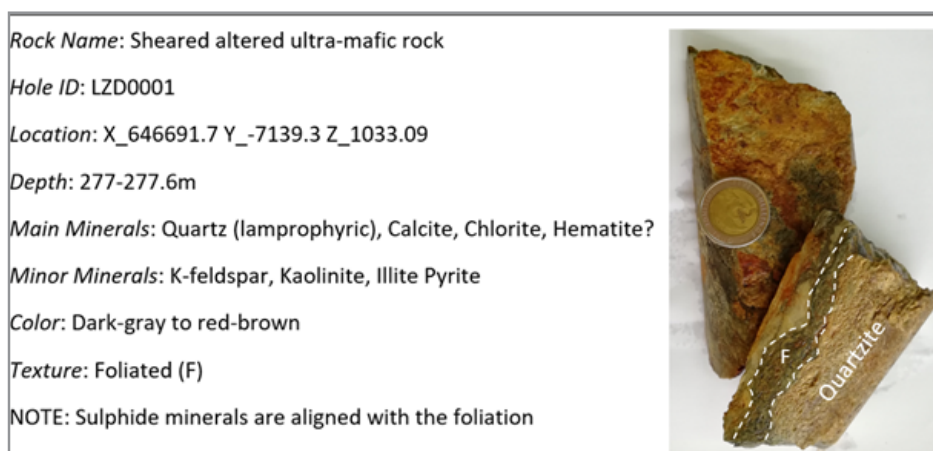 Rock Name: Sheared altered ultra-mafic rock
Hole ID: LZD0001
Location: X_646691.7 Y_-7139.3 Z_1033.09
Depth: 277-277.6m
Main Minerals: Quartz (lamprophyric), Calcite, Chlorite, Hematite?
Minor Minerals: K-feldspar, Kaolinite, Illite Pyrite
Color: Dark-gray to red-brown
Texture: Foliated (F)
NOTE: Sulphide minerals are aligned with the foliation
F
Quartzite